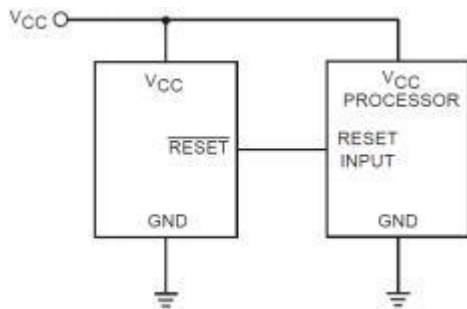 VCC
VCC
RESET
GND
VCC
PROCESSOR
RESET
INPUT
GND